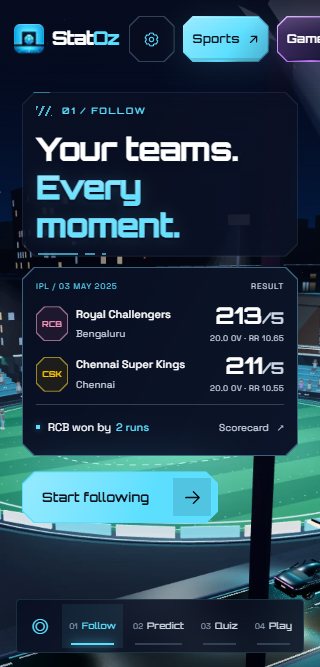 StatOz
Sports ↗
Game
01 / FOLLOW
Your teams.
Every
moment.
IPL / 03 MAY 2025 RESULT
RCB Royal Challengers 213/5
Bengaluru 20.0 OV · RR 10.65
CSK Chennai Super Kings 211/5
Chennai 20.0 OV · RR 10.55
RCB won by 2 runs Scorecard ↗
Start following →
01 Follow 02 Predict 03 Quiz 04 Play